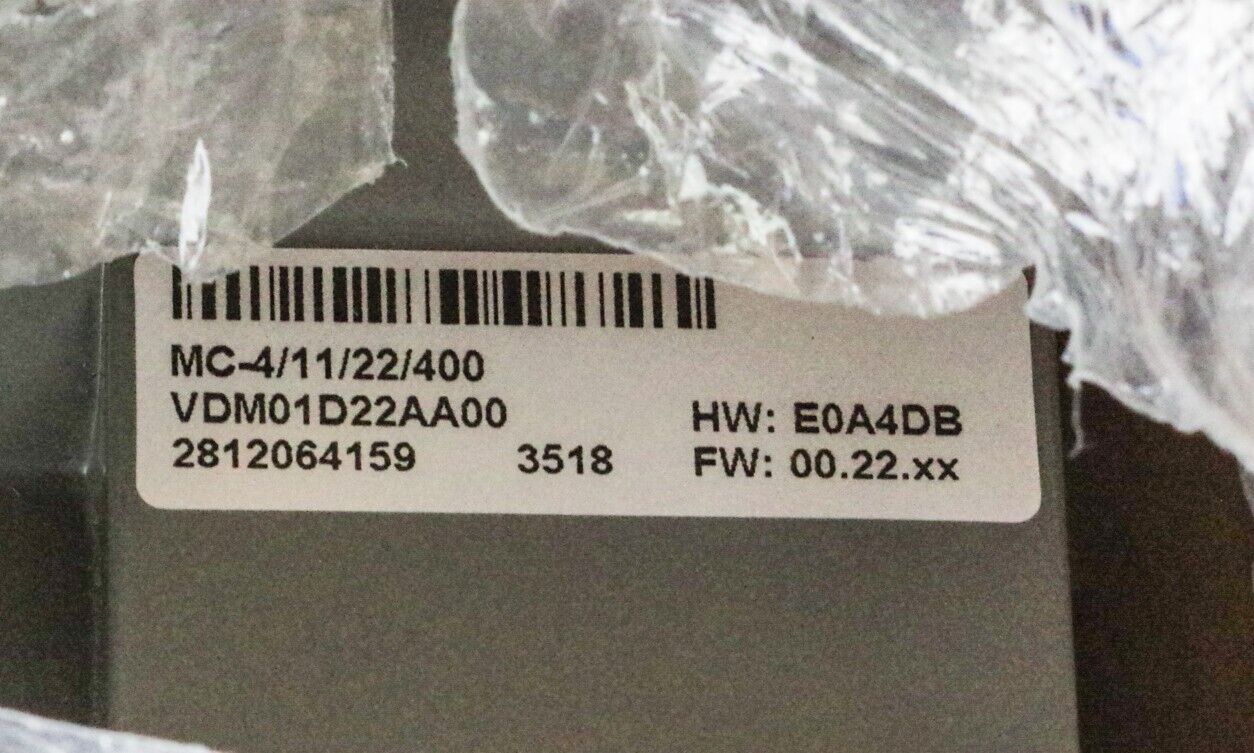 MC-4/11/22/400
VDM01D22AA00
HW: E0A4DB
2812064159 3518
FW: 00.22.xx